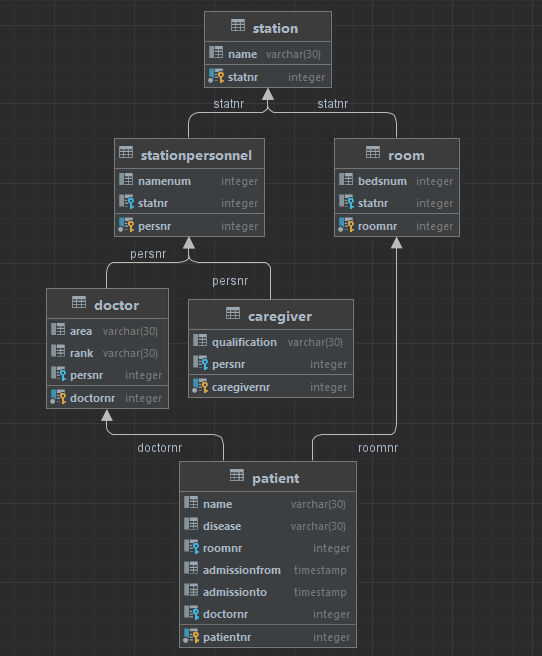 station
name varchar(30)
statnr integer
statnr statnr
stationpersonnel
namenum integer
statnr integer
persnr integer
room
bedsnum integer
statnr integer
roomnr integer
persnr
persnr
doctor
area varchar(30)
rank varchar(30)
persnr integer
doctornr integer
caregiver
qualification varchar(30)
persnr integer
caregivernr integer
doctornr
roomnr
patient
name varchar(30)
disease varchar(30)
roomnr integer
admissionfrom timestamp
admissionto timestamp
doctornr integer
patientnr integer